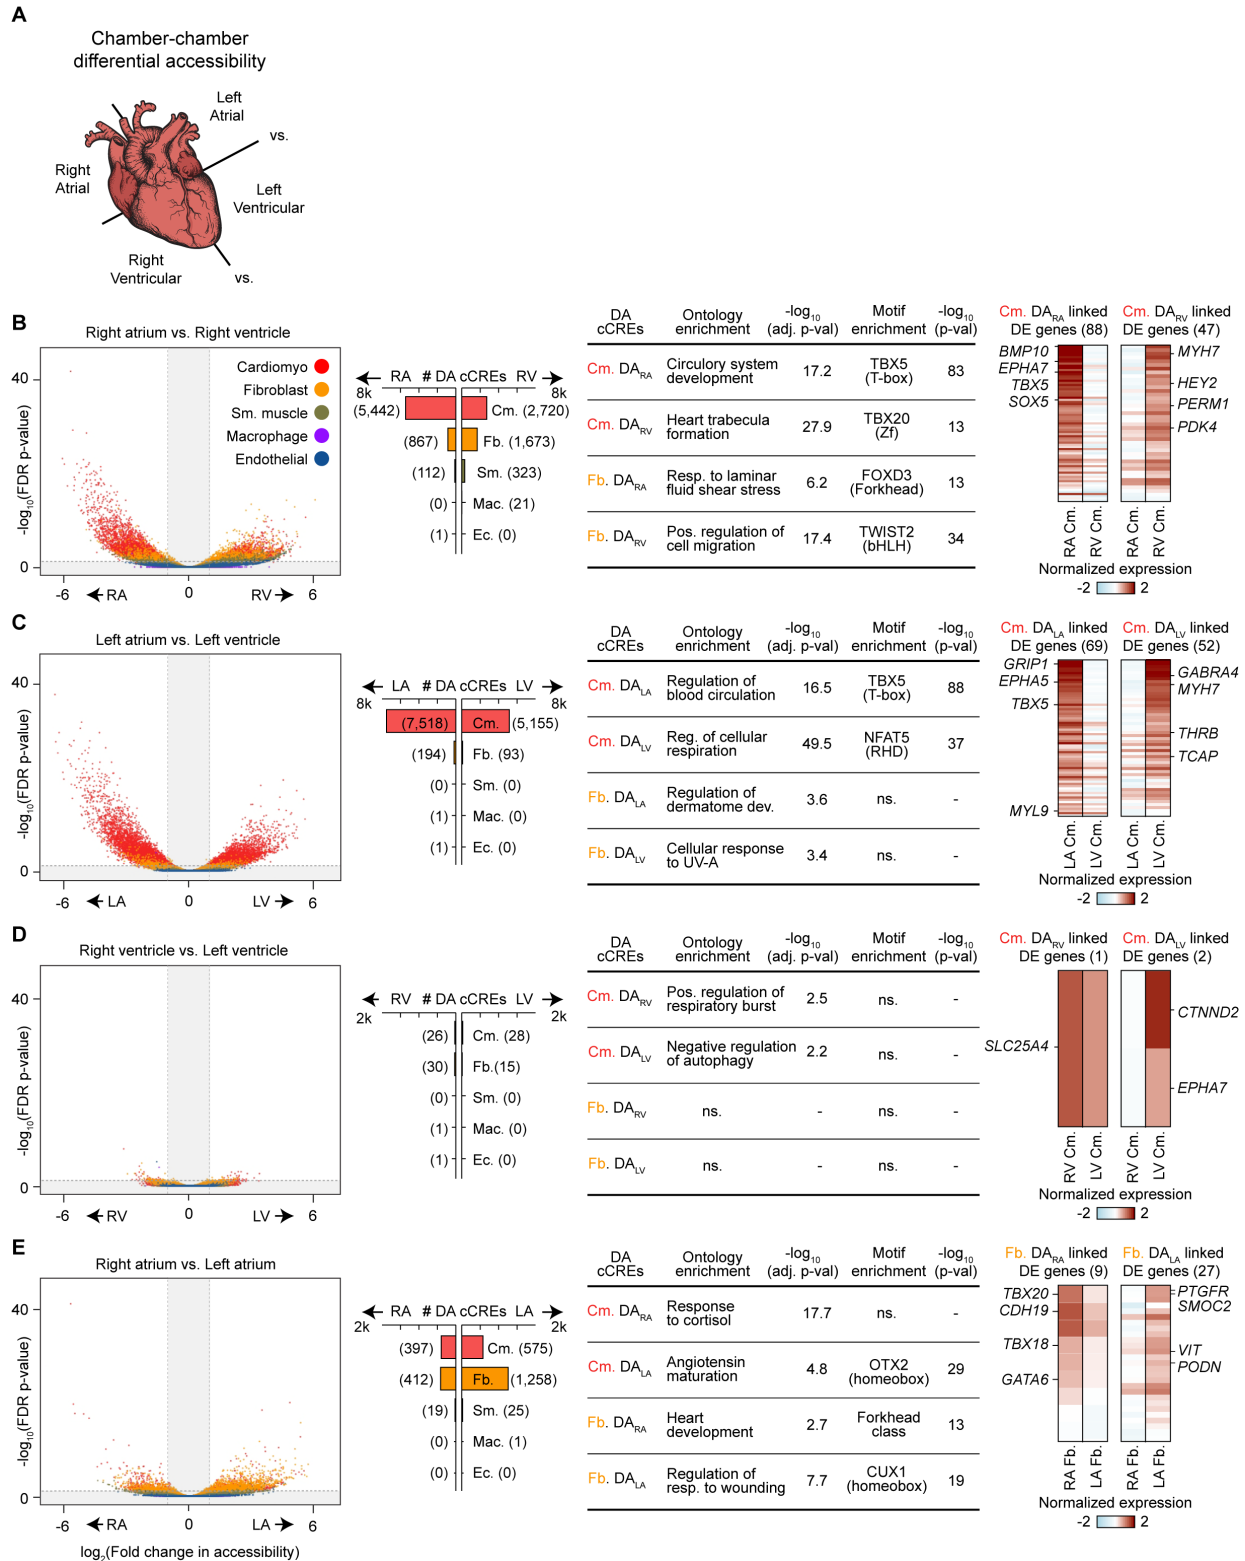 A
Chamber-chamber
differential accessibility
Left
Atrial
vs.
Right
Atrial
Left
Ventricular
Right
Ventricular
vs.
B
Right atrium vs. Right ventricle
-log10(FDR p-value)
40
0
Cardiomyo
Fibroblast
Sm. muscle
Macrophage
Endothelial
-6 RA 0 RV 6
RA # DA cCREs RV
8k 8k
(5,442) Cm. (2,720)
(867) Fb. (1,673)
(112) Sm. (323)
(0) Mac. (21)
(1) Ec. (0)
DA cCREs Ontology enrichment -log10 (adj. p-val) Motif enrichment -log10 (p-val)
Cm. DARA Circulory system development 17.2 TBX5 (T-box) 83
Cm. DARV Heart trabecula formation 27.9 TBX20 (Zf) 13
Fb. DARA Resp. to laminar fluid shear stress 6.2 FOXD3 (Forkhead) 13
Fb. DARV Pos. regulation of cell migration 17.4 TWIST2 (bHLH) 34
Cm. DARA linked DE genes (88)
Cm. DARV linked DE genes (47)
BMP10
EPHA7
TBX5
SOX5
MYH7
HEY2
PERM1
PDK4
RA Cm.
RV Cm.
RA Cm.
RV Cm.
Normalized expression
-2 2
C
Left atrium vs. Left ventricle
-log10(FDR p-value)
40
0
-6 LA 0 LV 6
LA # DA cCREs LV
8k 8k
(7,518) Cm. (5,155)
(194) Fb. (93)
(0) Sm. (0)
(1) Mac. (0)
(1) Ec. (0)
DA cCREs Ontology enrichment -log10 (adj. p-val) Motif enrichment -log10 (p-val)
Cm. DALA Regulation of blood circulation 16.5 TBX5 (T-box) 88
Cm. DALV Reg. of cellular respiration 49.5 NFAT5 (RHD) 37
Fb. DALA Regulation of dermatome dev. 3.6 ns. -
Fb. DALV Cellular response to UV-A 3.4 ns. -
Cm. DALA linked DE genes (69)
Cm. DALV linked DE genes (52)
GRIP1
EPHA5
TBX5
MYL9
GABRA4
MYH7
THRB
TCAP
LA Cm.
LV Cm.
LA Cm.
LV Cm.
Normalized expression
-2 2
D
Right ventricle vs. Left ventricle
-log10(FDR p-value)
40
0
-6 RV 0 LV 6
RV # DA cCREs LV
2k 2k
(26) Cm. (28)
(30) Fb.(15)
(0) Sm. (0)
(1) Mac. (0)
(1) Ec. (0)
DA cCREs Ontology enrichment -log10 (adj. p-val) Motif enrichment -log10 (p-val)
Cm. DARV Pos. regulation of respiratory burst 2.5 ns. -
Cm. DALV Negative regulation of autophagy 2.2 ns. -
Fb. DARV ns. - ns. -
Fb. DALV ns. - ns. -
Cm. DARV linked DE genes (1)
Cm. DALV linked DE genes (2)
SLC25A4
CTNND2
EPHA7
RV Cm.
LV Cm.
RV Cm.
LV Cm.
Normalized expression
-2 2
E
Right atrium vs. Left atrium
-log10(FDR p-value)
40
0
-6 RA 0 LA 6
log2(Fold change in accessibility)
RA # DA cCREs LA
2k 2k
(397) Cm. (575)
(412) Fb. (1,258)
(19) Sm. (25)
(0) Mac. (1)
(0) Ec. (0)
DA cCREs Ontology enrichment -log10 (adj. p-val) Motif enrichment -log10 (p-val)
Cm. DARA Response to cortisol 17.7 ns. -
Cm. DALA Angiotensin maturation 4.8 OTX2 (homeobox) 29
Fb. DARA Heart development 2.7 Forkhead class 13
Fb. DALA Regulation of resp. to wounding 7.7 CUX1 (homeobox) 19
Fb. DARA linked DE genes (9)
Fb. DALA linked DE genes (27)
TBX20
CDH19
TBX18
GATA6
PTGFR
SMOC2
VIT
PODN
RA Fb.
LA Fb.
RA Fb.
LA Fb.
Normalized expression
-2 2